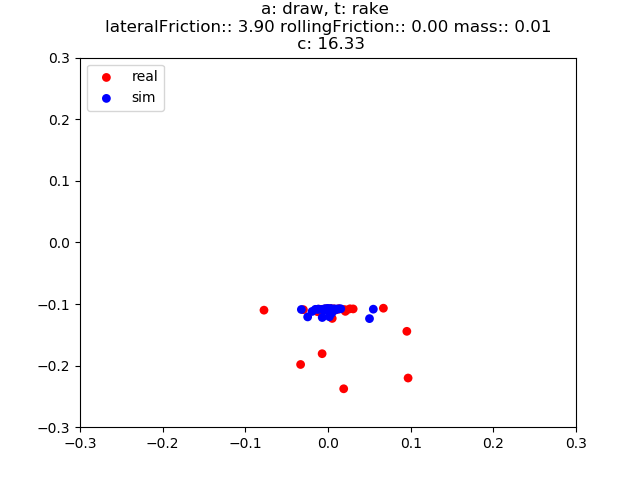 a: draw, t: rake
lateralFriction:: 3.90 rollingFriction:: 0.00 mass:: 0.01
c: 16.33
real
sim
0.3
0.2
0.1
0.0
−0.1
−0.2
−0.3
−0.3 −0.2 −0.1 0.0 0.1 0.2 0.3